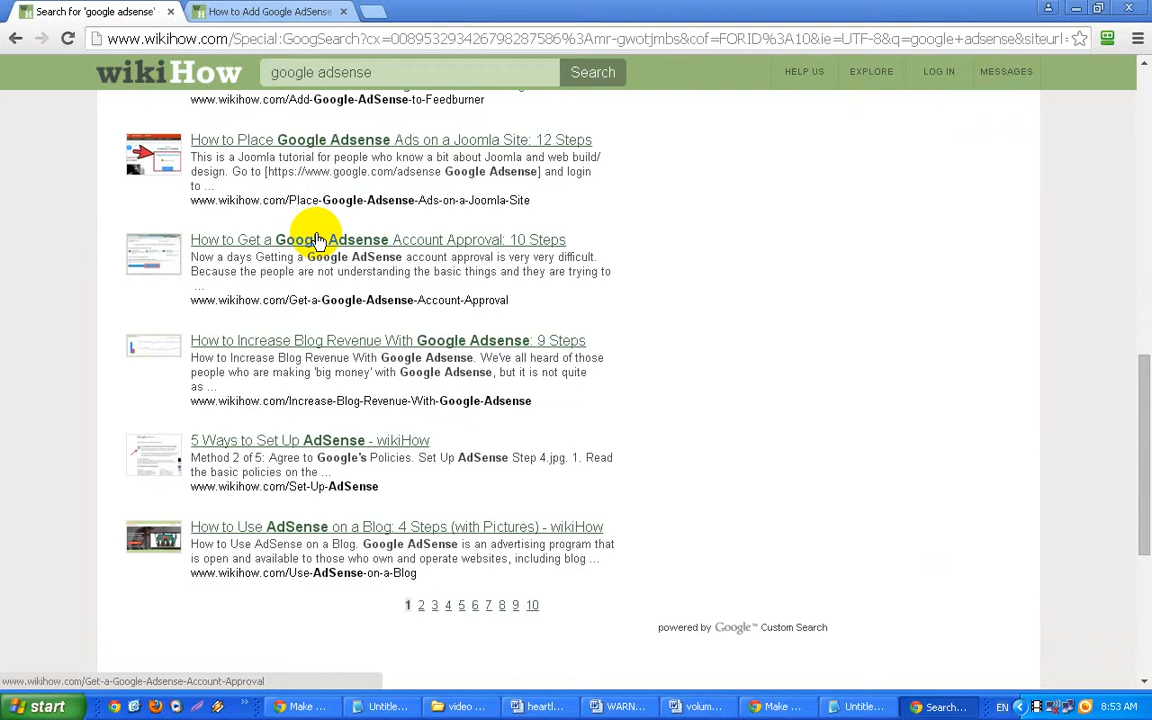 Search for 'google adsense'
How to Add Google AdSense
www.wikihow.com/Special:GoogSearch?cx=008953293426798287586%3Amr-gwotjmbs&cof=FORID%3A10&ie=UTF-8&q=google+adsense&siteurl=
wikiHow
google adsense
Search
HELP US
EXPLORE
LOG IN
MESSAGES
www.wikihow.com/Add-Google-AdSense-to-Feedburner
How to Place Google Adsense Ads on a Joomla Site: 12 Steps
This is a Joomla tutorial for people who know a bit about Joomla and web build/
design. Go to [https://www.google.com/adsense Google Adsense] and login
to ...
www.wikihow.com/Place-Google-Adsense-Ads-on-a-Joomla-Site
How to Get a Google Adsense Account Approval: 10 Steps
Now a days Getting a Google AdSense account approval is very very difficult.
Because the people are not understanding the basic things and they are trying to
...
www.wikihow.com/Get-a-Google-Adsense-Account-Approval
How to Increase Blog Revenue With Google Adsense: 9 Steps
How to Increase Blog Revenue With Google Adsense. We've all heard of those
people who are making 'big money' with Google Adsense, but it is not quite
as ...
www.wikihow.com/Increase-Blog-Revenue-With-Google-Adsense
5 Ways to Set Up AdSense - wikiHow
Method 2 of 5: Agree to Google's Policies. Set Up AdSense Step 4.jpg. 1. Read
the basic policies on the ...
www.wikihow.com/Set-Up-AdSense
How to Use AdSense on a Blog: 4 Steps (with Pictures) - wikiHow
How to Use AdSense on a Blog. Google AdSense is an advertising program that
is open and available to those who own and operate websites, including blog ...
www.wikihow.com/Use-AdSense-on-a-Blog
1 2 3 4 5 6 7 8 9 10
powered by Google™ Custom Search
www.wikihow.com/Get-a-Google-Adsense-Account-Approval
start
Make ...
Untitle...
video ...
heartl...
WARN...
volum...
Make ...
Untitle...
Search...
EN
8:53 AM